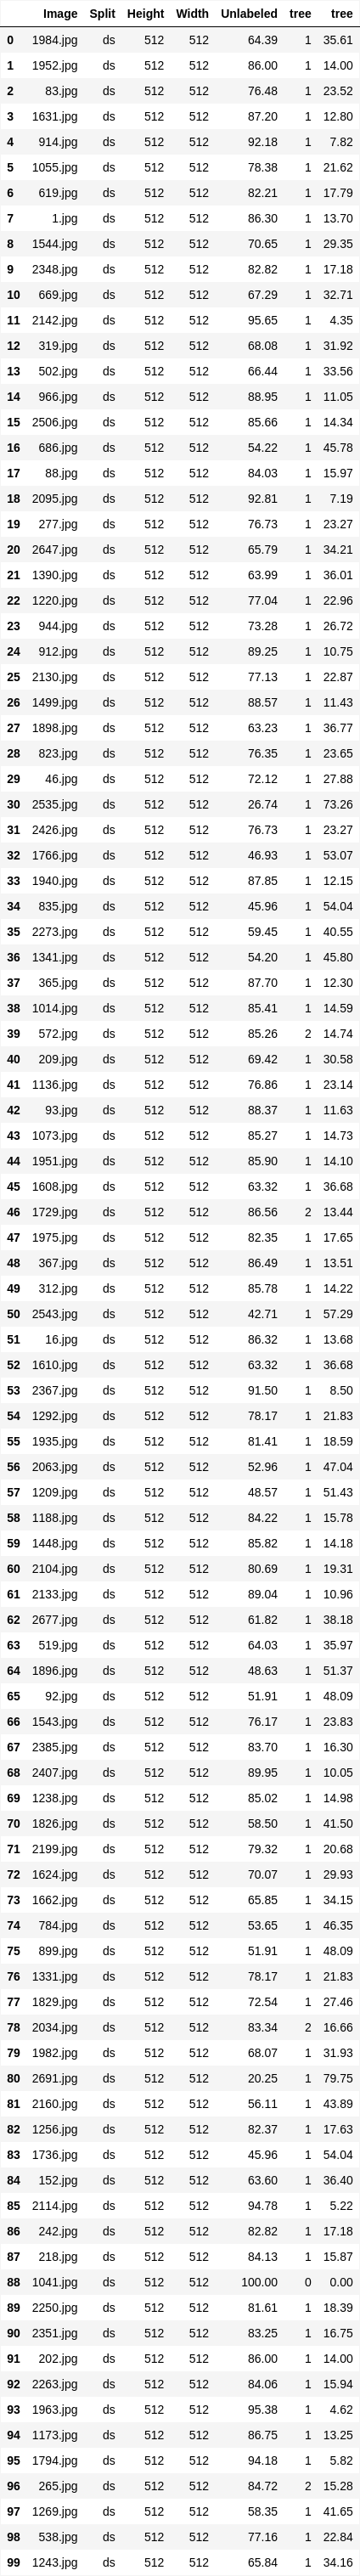 Image Split Height Width Unlabeled tree tree
0 1984.jpg ds 512 512 64.39 1 35.61
1 1952.jpg ds 512 512 86.00 1 14.00
2 83.jpg ds 512 512 76.48 1 23.52
3 1631.jpg ds 512 512 87.20 1 12.80
4 914.jpg ds 512 512 92.18 1 7.82
5 1055.jpg ds 512 512 78.38 1 21.62
6 619.jpg ds 512 512 82.21 1 17.79
7 1.jpg ds 512 512 86.30 1 13.70
8 1544.jpg ds 512 512 70.65 1 29.35
9 2348.jpg ds 512 512 82.82 1 17.18
10 669.jpg ds 512 512 67.29 1 32.71
11 2142.jpg ds 512 512 95.65 1 4.35
12 319.jpg ds 512 512 68.08 1 31.92
13 502.jpg ds 512 512 66.44 1 33.56
14 966.jpg ds 512 512 88.95 1 11.05
15 2506.jpg ds 512 512 85.66 1 14.34
16 686.jpg ds 512 512 54.22 1 45.78
17 88.jpg ds 512 512 84.03 1 15.97
18 2095.jpg ds 512 512 92.81 1 7.19
19 277.jpg ds 512 512 76.73 1 23.27
20 2647.jpg ds 512 512 65.79 1 34.21
21 1390.jpg ds 512 512 63.99 1 36.01
22 1220.jpg ds 512 512 77.04 1 22.96
23 944.jpg ds 512 512 73.28 1 26.72
24 912.jpg ds 512 512 89.25 1 10.75
25 2130.jpg ds 512 512 77.13 1 22.87
26 1499.jpg ds 512 512 88.57 1 11.43
27 1898.jpg ds 512 512 63.23 1 36.77
28 823.jpg ds 512 512 76.35 1 23.65
29 46.jpg ds 512 512 72.12 1 27.88
30 2535.jpg ds 512 512 26.74 1 73.26
31 2426.jpg ds 512 512 76.73 1 23.27
32 1766.jpg ds 512 512 46.93 1 53.07
33 1940.jpg ds 512 512 87.85 1 12.15
34 835.jpg ds 512 512 45.96 1 54.04
35 2273.jpg ds 512 512 59.45 1 40.55
36 1341.jpg ds 512 512 54.20 1 45.80
37 365.jpg ds 512 512 87.70 1 12.30
38 1014.jpg ds 512 512 85.41 1 14.59
39 572.jpg ds 512 512 85.26 2 14.74
40 209.jpg ds 512 512 69.42 1 30.58
41 1136.jpg ds 512 512 76.86 1 23.14
42 93.jpg ds 512 512 88.37 1 11.63
43 1073.jpg ds 512 512 85.27 1 14.73
44 1951.jpg ds 512 512 85.90 1 14.10
45 1608.jpg ds 512 512 63.32 1 36.68
46 1729.jpg ds 512 512 86.56 2 13.44
47 1975.jpg ds 512 512 82.35 1 17.65
48 367.jpg ds 512 512 86.49 1 13.51
49 312.jpg ds 512 512 85.78 1 14.22
50 2543.jpg ds 512 512 42.71 1 57.29
51 16.jpg ds 512 512 86.32 1 13.68
52 1610.jpg ds 512 512 63.32 1 36.68
53 2367.jpg ds 512 512 91.50 1 8.50
54 1292.jpg ds 512 512 78.17 1 21.83
55 1935.jpg ds 512 512 81.41 1 18.59
56 2063.jpg ds 512 512 52.96 1 47.04
57 1209.jpg ds 512 512 48.57 1 51.43
58 1188.jpg ds 512 512 84.22 1 15.78
59 1448.jpg ds 512 512 85.82 1 14.18
60 2104.jpg ds 512 512 80.69 1 19.31
61 2133.jpg ds 512 512 89.04 1 10.96
62 2677.jpg ds 512 512 61.82 1 38.18
63 519.jpg ds 512 512 64.03 1 35.97
64 1896.jpg ds 512 512 48.63 1 51.37
65 92.jpg ds 512 512 51.91 1 48.09
66 1543.jpg ds 512 512 76.17 1 23.83
67 2385.jpg ds 512 512 83.70 1 16.30
68 2407.jpg ds 512 512 89.95 1 10.05
69 1238.jpg ds 512 512 85.02 1 14.98
70 1826.jpg ds 512 512 58.50 1 41.50
71 2199.jpg ds 512 512 79.32 1 20.68
72 1624.jpg ds 512 512 70.07 1 29.93
73 1662.jpg ds 512 512 65.85 1 34.15
74 784.jpg ds 512 512 53.65 1 46.35
75 899.jpg ds 512 512 51.91 1 48.09
76 1331.jpg ds 512 512 78.17 1 21.83
77 1829.jpg ds 512 512 72.54 1 27.46
78 2034.jpg ds 512 512 83.34 2 16.66
79 1982.jpg ds 512 512 68.07 1 31.93
80 2691.jpg ds 512 512 20.25 1 79.75
81 2160.jpg ds 512 512 56.11 1 43.89
82 1256.jpg ds 512 512 82.37 1 17.63
83 1736.jpg ds 512 512 45.96 1 54.04
84 152.jpg ds 512 512 63.60 1 36.40
85 2114.jpg ds 512 512 94.78 1 5.22
86 242.jpg ds 512 512 82.82 1 17.18
87 218.jpg ds 512 512 84.13 1 15.87
88 1041.jpg ds 512 512 100.00 0 0.00
89 2250.jpg ds 512 512 81.61 1 18.39
90 2351.jpg ds 512 512 83.25 1 16.75
91 202.jpg ds 512 512 86.00 1 14.00
92 2263.jpg ds 512 512 84.06 1 15.94
93 1963.jpg ds 512 512 95.38 1 4.62
94 1173.jpg ds 512 512 86.75 1 13.25
95 1794.jpg ds 512 512 94.18 1 5.82
96 265.jpg ds 512 512 84.72 2 15.28
97 1269.jpg ds 512 512 58.35 1 41.65
98 538.jpg ds 512 512 77.16 1 22.84
99 1243.jpg ds 512 512 65.84 1 34.16